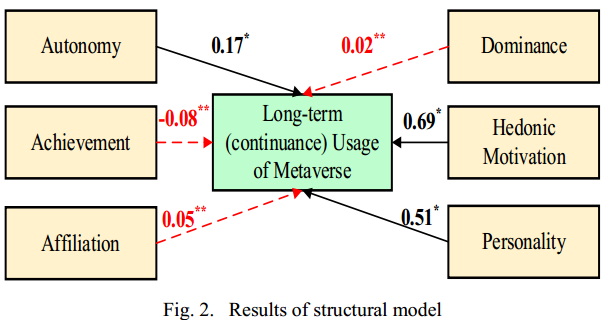 Autonomy
0.17*
0.02**
Dominance
Achievement
-0.08**
Long-term
(continuance) Usage
of Metaverse
0.69*
Hedonic
Motivation
Affiliation
0.05**
0.51*
Personality
Fig. 2. Results of structural model